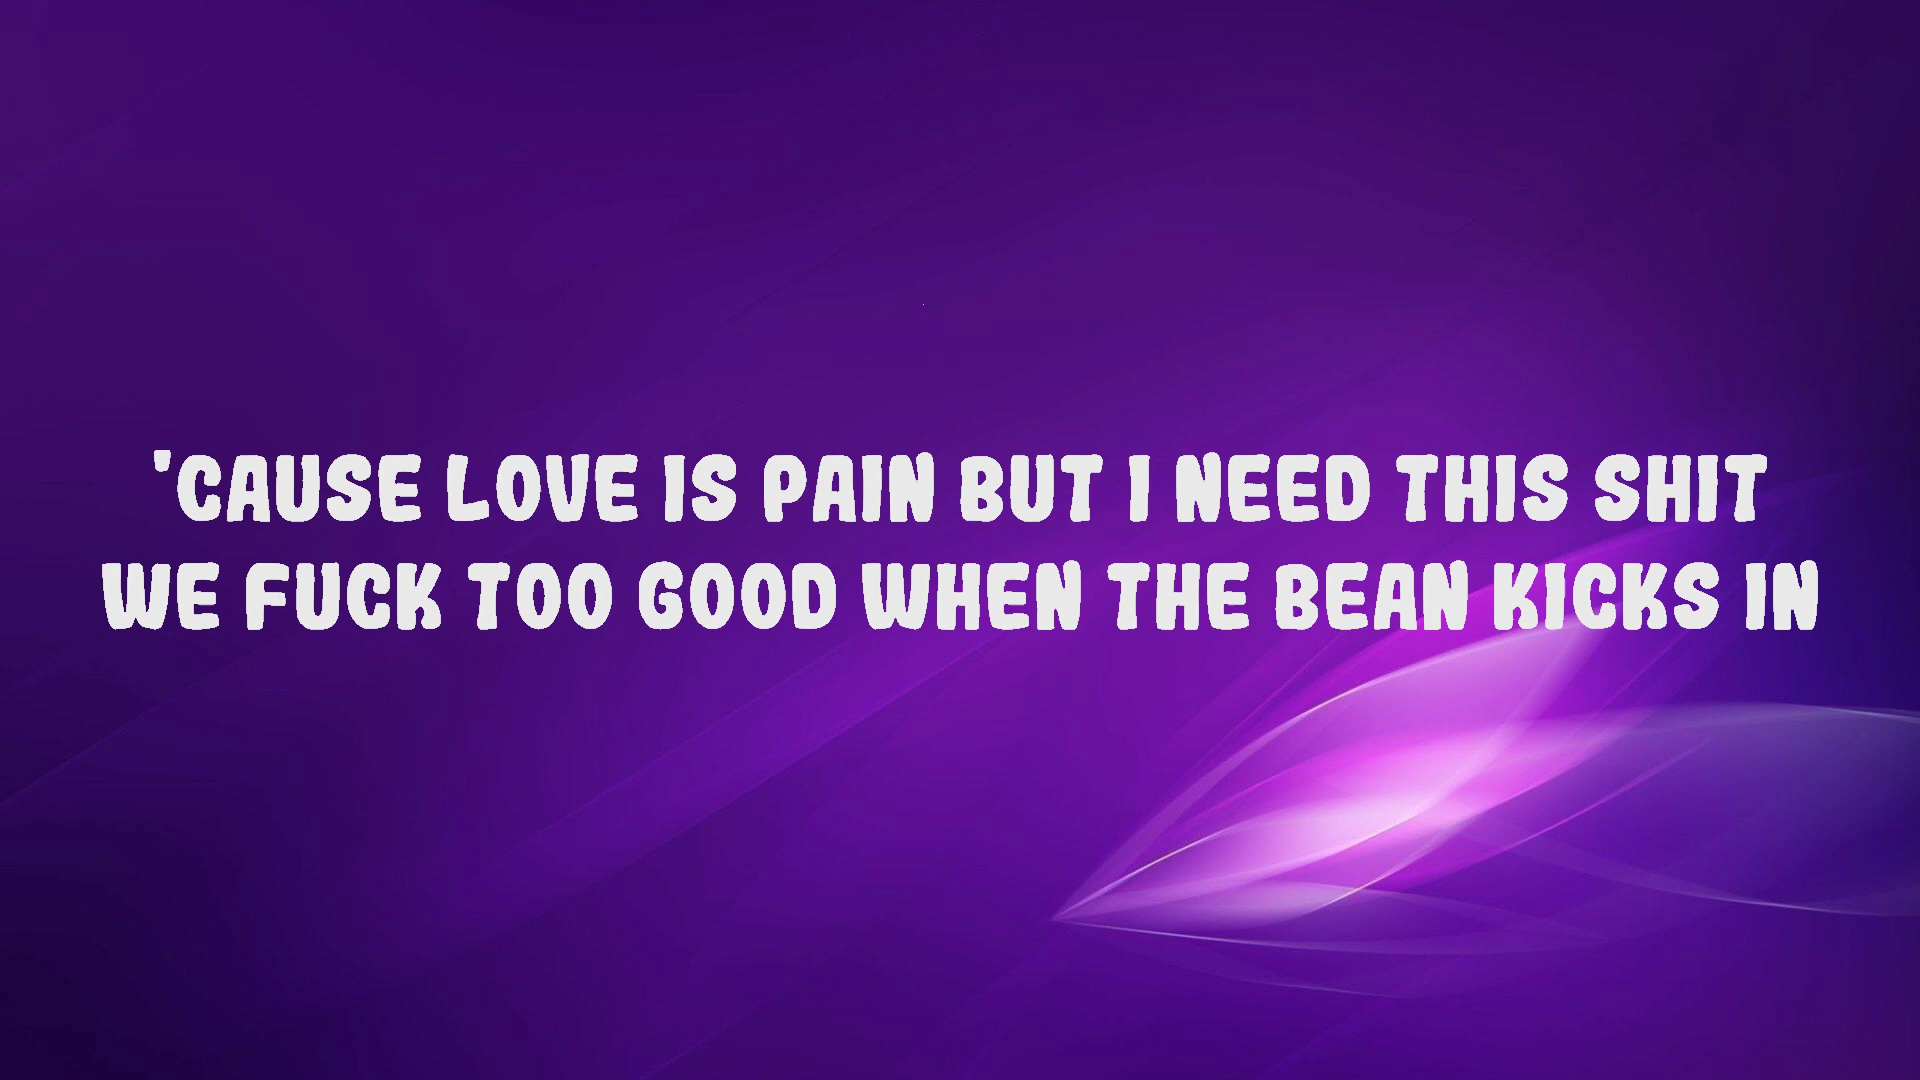 'CAUSE LOVE IS PAIN BUT I NEED THIS SHIT
WE FUCK TOO GOOD WHEN THE BEAN KICKS IN